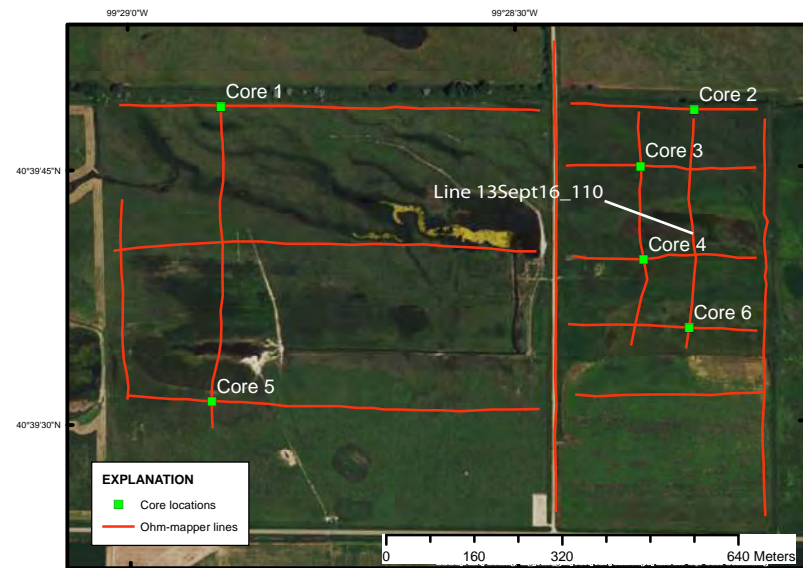 99°29'0"W
99°28'30"W
Core 1
Core 2
Core 3
40°39'45"N
Line 13Sept16_110
Core 4
Core 6
Core 5
40°39'30"N
EXPLANATION
Core locations
Ohm-mapper lines
0 160 320 640 Meters